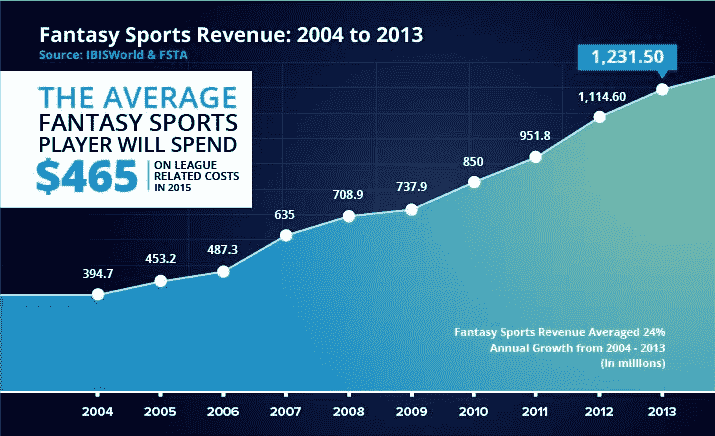 Fantasy Sports Revenue: 2004 to 2013
Source: IBISWorld & FSTA
THE AVERAGE
FANTASY SPORTS
PLAYER WILL SPEND
$465
ON LEAGUE
RELATED COSTS
IN 2015
394.7
453.2
487.3
635
708.9
737.9
850
951.8
1,114.60
1,231.50
Fantasy Sports Revenue Averaged 24%
Annual Growth from 2004 - 2013
(in millions)
2004 2005 2006 2007 2008 2009 2010 2011 2012 2013